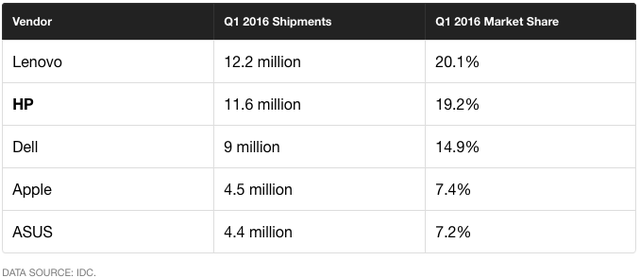 Vendor Q1 2016 Shipments Q1 2016 Market Share
Lenovo 12.2 million 20.1%
HP 11.6 million 19.2%
Dell 9 million 14.9%
Apple 4.5 million 7.4%
ASUS 4.4 million 7.2%
DATA SOURCE: IDC.